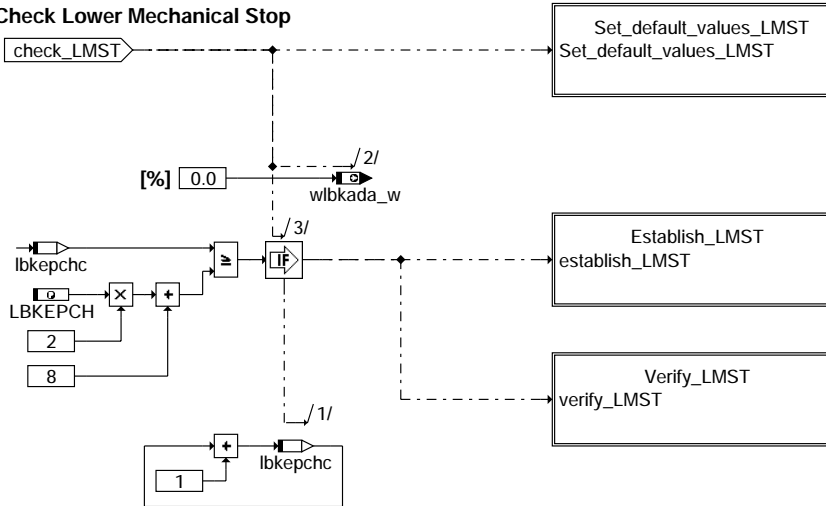 Check Lower Mechanical Stop
check_LMST
Set_default_values_LMST
Set_default_values_LMST
/2/
[%] 0.0
wlbkada_w
/3/
lbkepchc
≥
IF
Establish_LMST
establish_LMST
LBKEPCH
×
+
2
8
Verify_LMST
verify_LMST
/1/
+
lbkepchc
1